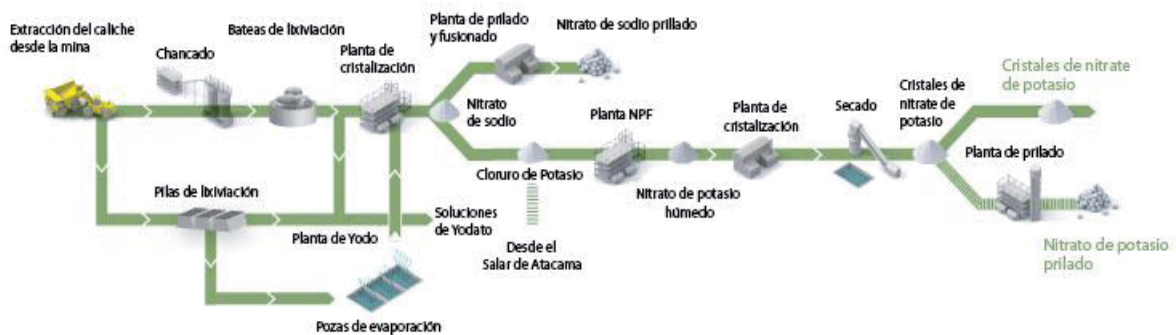 Extracción del caliche
desde la mina
Chancado
Bateas de lixiviación
Planta de
cristalización
Planta de prilado
y fusionado
Nitrato de sodio prillado
Nitrato
de sodio
Cloruro de Potasio
Planta NPF
Nitrato de potasio
húmedo
Planta de
cristalización
Secado
Cristales de
nitrate de
potasio
Cristales de nitrate
de potasio
Planta de prilado
Nitrato de potasio
prilado
Pilas de lixiviación
Planta de Yodo
Soluciones
de Yodato
Desde el
Salar de Atacama
Pozas de evaporación